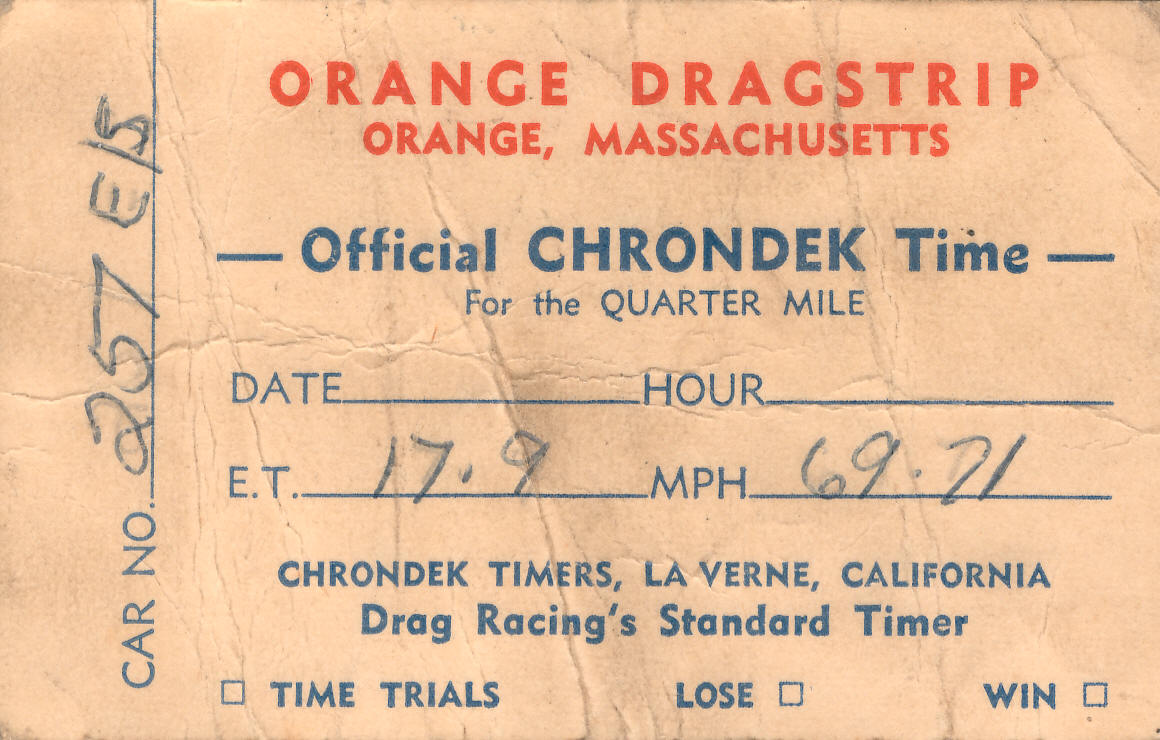 ORANGE DRAGSTRIP
ORANGE, MASSACHUSETTS
Official CHRONDEK Time
For the QUARTER MILE
DATE HOUR
E.T. 17.9 MPH 69.71
CHRONDEK TIMERS, LA VERNE, CALIFORNIA
Drag Racing's Standard Timer
TIME TRIALS LOSE WIN
CAR NO. 257 E/S